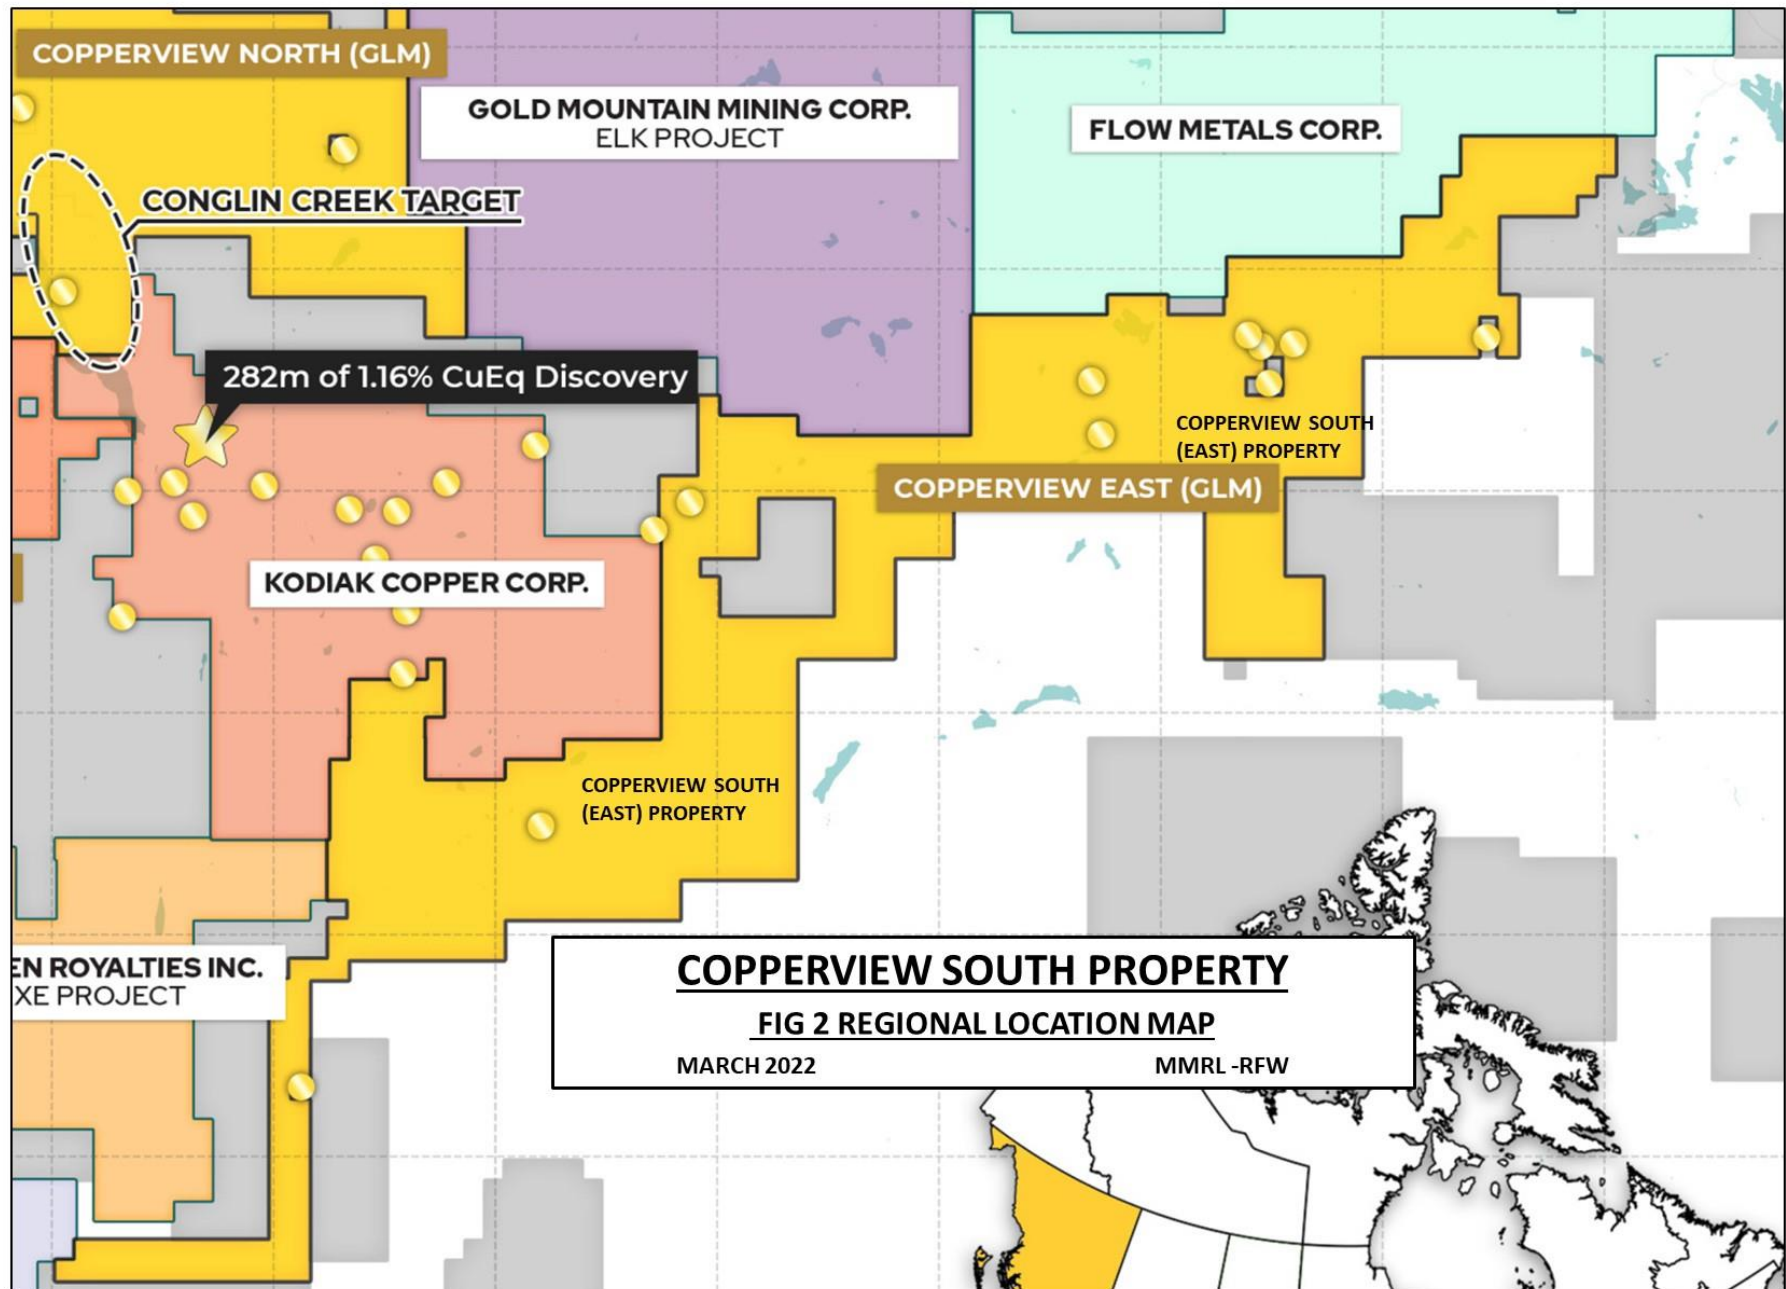 COPPERVIEW NORTH (GLM)
GOLD MOUNTAIN MINING CORP.
ELK PROJECT
FLOW METALS CORP.
CONGLIN CREEK TARGET
282m of 1.16% CuEq Discovery
COPPERVIEW SOUTH
(EAST) PROPERTY
COPPERVIEW EAST (GLM)
KODIAK COPPER CORP.
COPPERVIEW SOUTH
(EAST) PROPERTY
EN ROYALTIES INC.
XE PROJECT
COPPERVIEW SOUTH PROPERTY
FIG 2 REGIONAL LOCATION MAP
MARCH 2022 MMRL -RFW